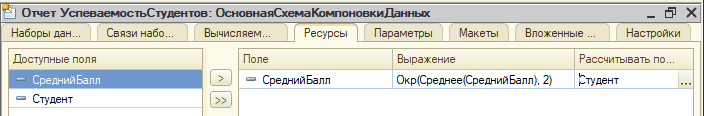 Отчет УспеваемостьСтудентов: ОсновнаяСхемаКомпоновкиДанных
Наборы дан... Связи набо... Вычисляем... Ресурсы Параметры Макеты Вложенные ... Настройки
Доступные поля
СреднийБалл
Студент
Поле Выражение Рассчитывать по...
СреднийБалл Окр(Среднее(СреднийБалл), 2) Студент ...